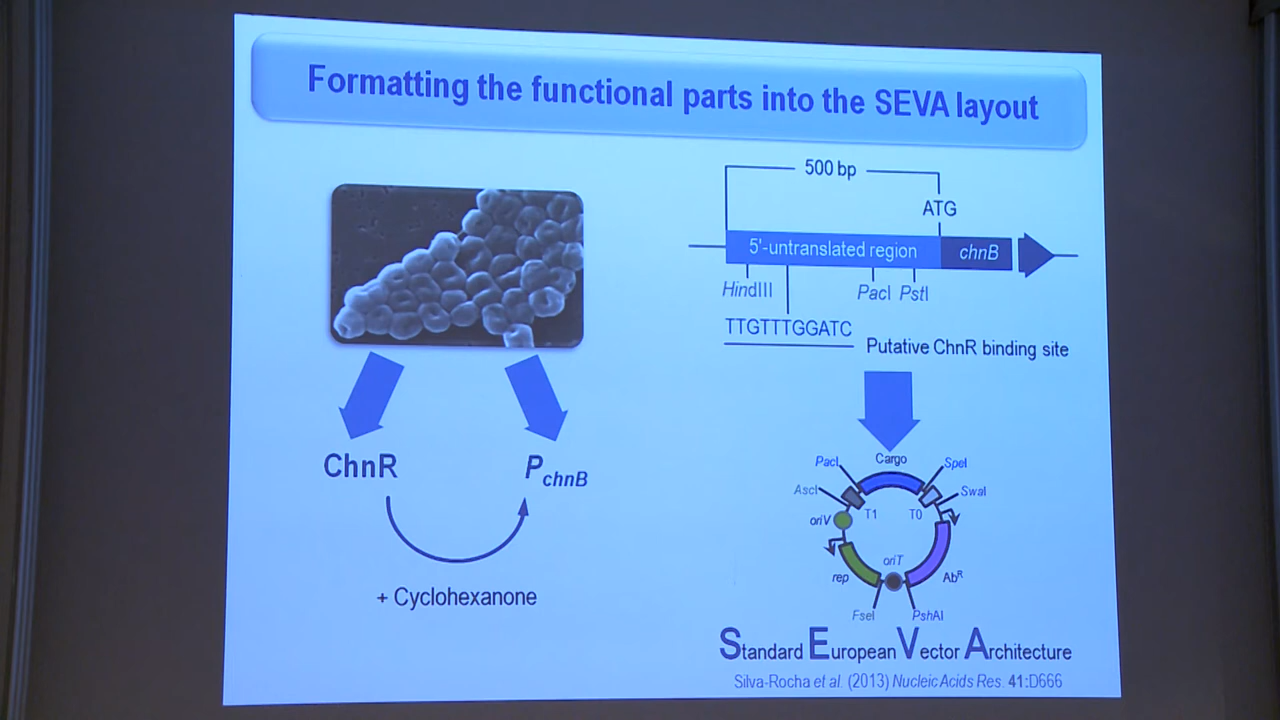 Formatting the functional parts into the SEVA layout
500 bp
ATG
5'-untranslated region
chnB
HindIII
PacI PstI
TTGTTTGGATC
Putative ChnR binding site
ChnR
PchnB
+ Cyclohexanone
Cargo
PacI
SpeI
AscI
SwaI
T1
T0
oriV
oriT
rep
AbR
FseI
PshAI
Standard European Vector Architecture
Silva-Rocha et al. (2013) Nucleic Acids Res. 41:D666